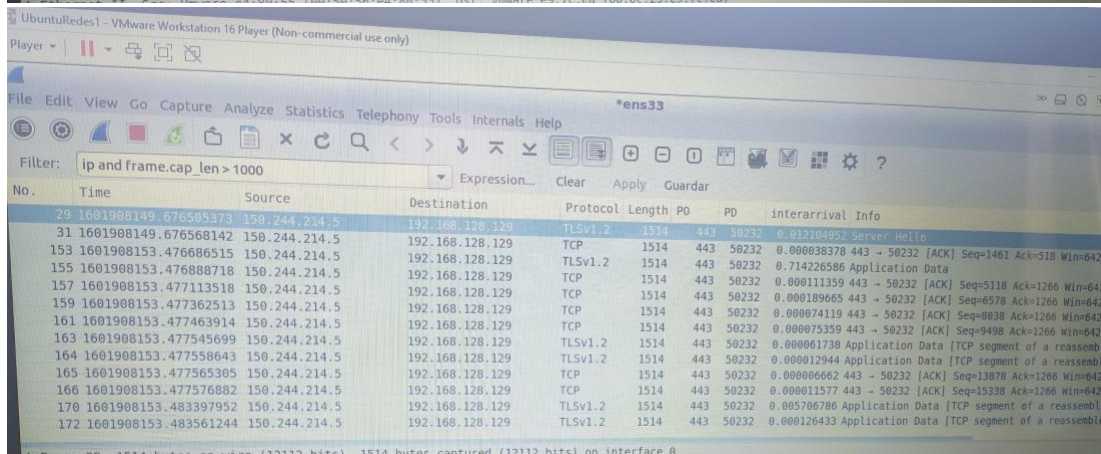 UbuntuRedes1 - VMware Workstation 16 Player (Non-commercial use only)
Player
*ens33
File Edit View Go Capture Analyze Statistics Telephony Tools Internals Help
Filter: ip and frame.cap_len > 1000 Expression... Clear Apply Guardar
No. Time Source Destination Protocol Length PO PD interarrival Info
29 1601908149.676505373 150.244.214.5 192.168.128.129 TLSv1.2 1514 443 50232 0.012104952 Server Hello
31 1601908149.676568142 150.244.214.5 192.168.128.129 TCP 1514 443 50232 0.000038378 443 → 50232 [ACK] Seq=1461 Ack=518 Win=642
153 1601908153.476686515 150.244.214.5 192.168.128.129 TLSv1.2 1514 443 50232 0.714226586 Application Data
155 1601908153.476888718 150.244.214.5 192.168.128.129 TCP 1514 443 50232 0.000111359 443 → 50232 [ACK] Seq=5118 Ack=1266 Win=64
157 1601908153.477113518 150.244.214.5 192.168.128.129 TCP 1514 443 50232 0.000189665 443 → 50232 [ACK] Seq=6578 Ack=1266 Win=642
159 1601908153.477362513 150.244.214.5 192.168.128.129 TCP 1514 443 50232 0.000074119 443 → 50232 [ACK] Seq=8038 Ack=1266 Win=642
161 1601908153.477463914 150.244.214.5 192.168.128.129 TCP 1514 443 50232 0.000075359 443 → 50232 [ACK] Seq=9498 Ack=1266 Win=642
163 1601908153.477545699 150.244.214.5 192.168.128.129 TLSv1.2 1514 443 50232 0.000061738 Application Data [TCP segment of a reassemb
164 1601908153.477558643 150.244.214.5 192.168.128.129 TLSv1.2 1514 443 50232 0.000012944 Application Data [TCP segment of a reassemb
165 1601908153.477565305 150.244.214.5 192.168.128.129 TCP 1514 443 50232 0.000006662 443 → 50232 [ACK] Seq=13878 Ack=1266 Win=642
166 1601908153.477576882 150.244.214.5 192.168.128.129 TCP 1514 443 50232 0.000011577 443 → 50232 [ACK] Seq=15338 Ack=1266 Win=642
170 1601908153.483397952 150.244.214.5 192.168.128.129 TLSv1.2 1514 443 50232 0.005706786 Application Data [TCP segment of a reassembl
172 1601908153.483561244 150.244.214.5 192.168.128.129 TLSv1.2 1514 443 50232 0.000126433 Application Data [TCP segment of a reassembl
1514 bytes on wire (12112 bits), 1514 bytes captured (12112 bits) on interface 0